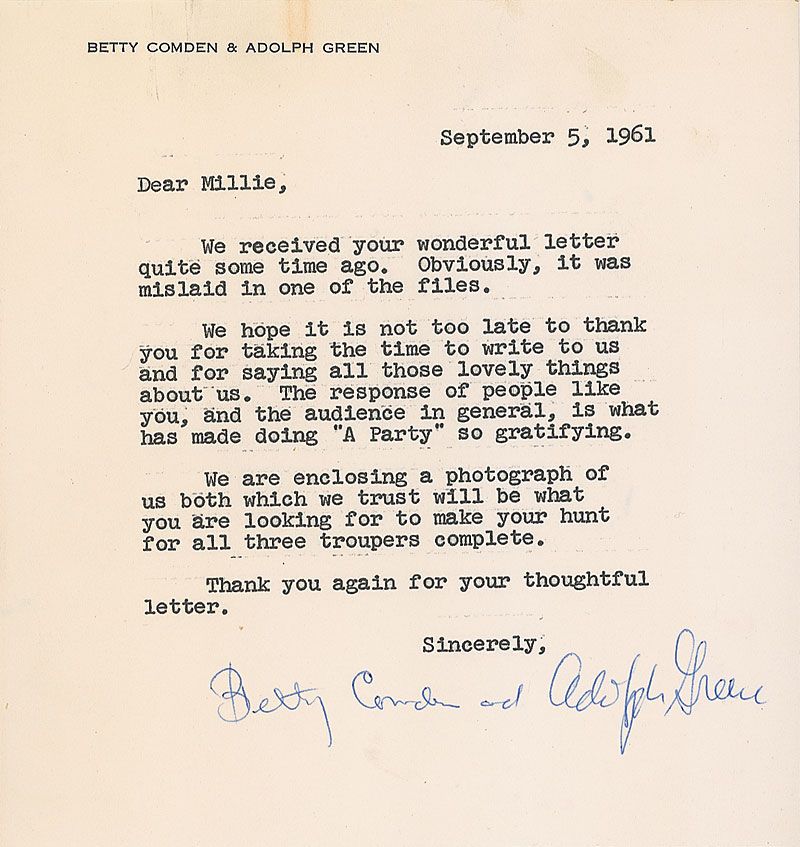 BETTY COMDEN & ADOLPH GREEN
September 5, 1961
Dear Millie,
We received your wonderful letter
quite some time ago. Obviously, it was
mislaid in one of the files.
We hope it is not too late to thank
you for taking the time to write to us
and for saying all those lovely things
about us. The response of people like
you, and the audience in general, is what
has made doing "A Party" so gratifying.
We are enclosing a photograph of
us both which we trust will be what
you are looking for to make your hunt
for all three troupers complete.
Thank you again for your thoughtful
letter.
Sincerely,
Betty Comden and Adolph Green